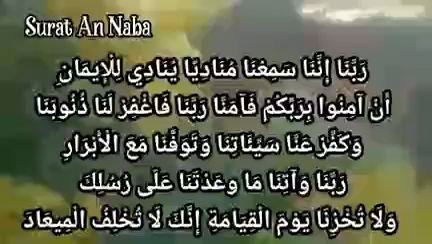 Surat An Naba
رَبَّنَا إِنَّنَا سَمِعْنَا مُنَادِيًا يُنَادِي لِلْإِيمَانِ
أَنْ آمِنُوا بِرَبِّكُمْ فَآمَنَّا رَبَّنَا فَاغْفِرْ لَنَا ذُنُوبَنَا
وَكَفِّرْ عَنَّا سَيِّئَاتِنَا وَتَوَفَّنَا مَعَ الْأَبْرَارِ
رَبَّنَا وَآتِنَا مَا وَعَدْتَنَا عَلَى رُسُلِكَ
وَلَا تُخْزِنَا يَوْمَ الْقِيَامَةِ إِنَّكَ لَا تُخْلِفُ الْمِيعَادَ